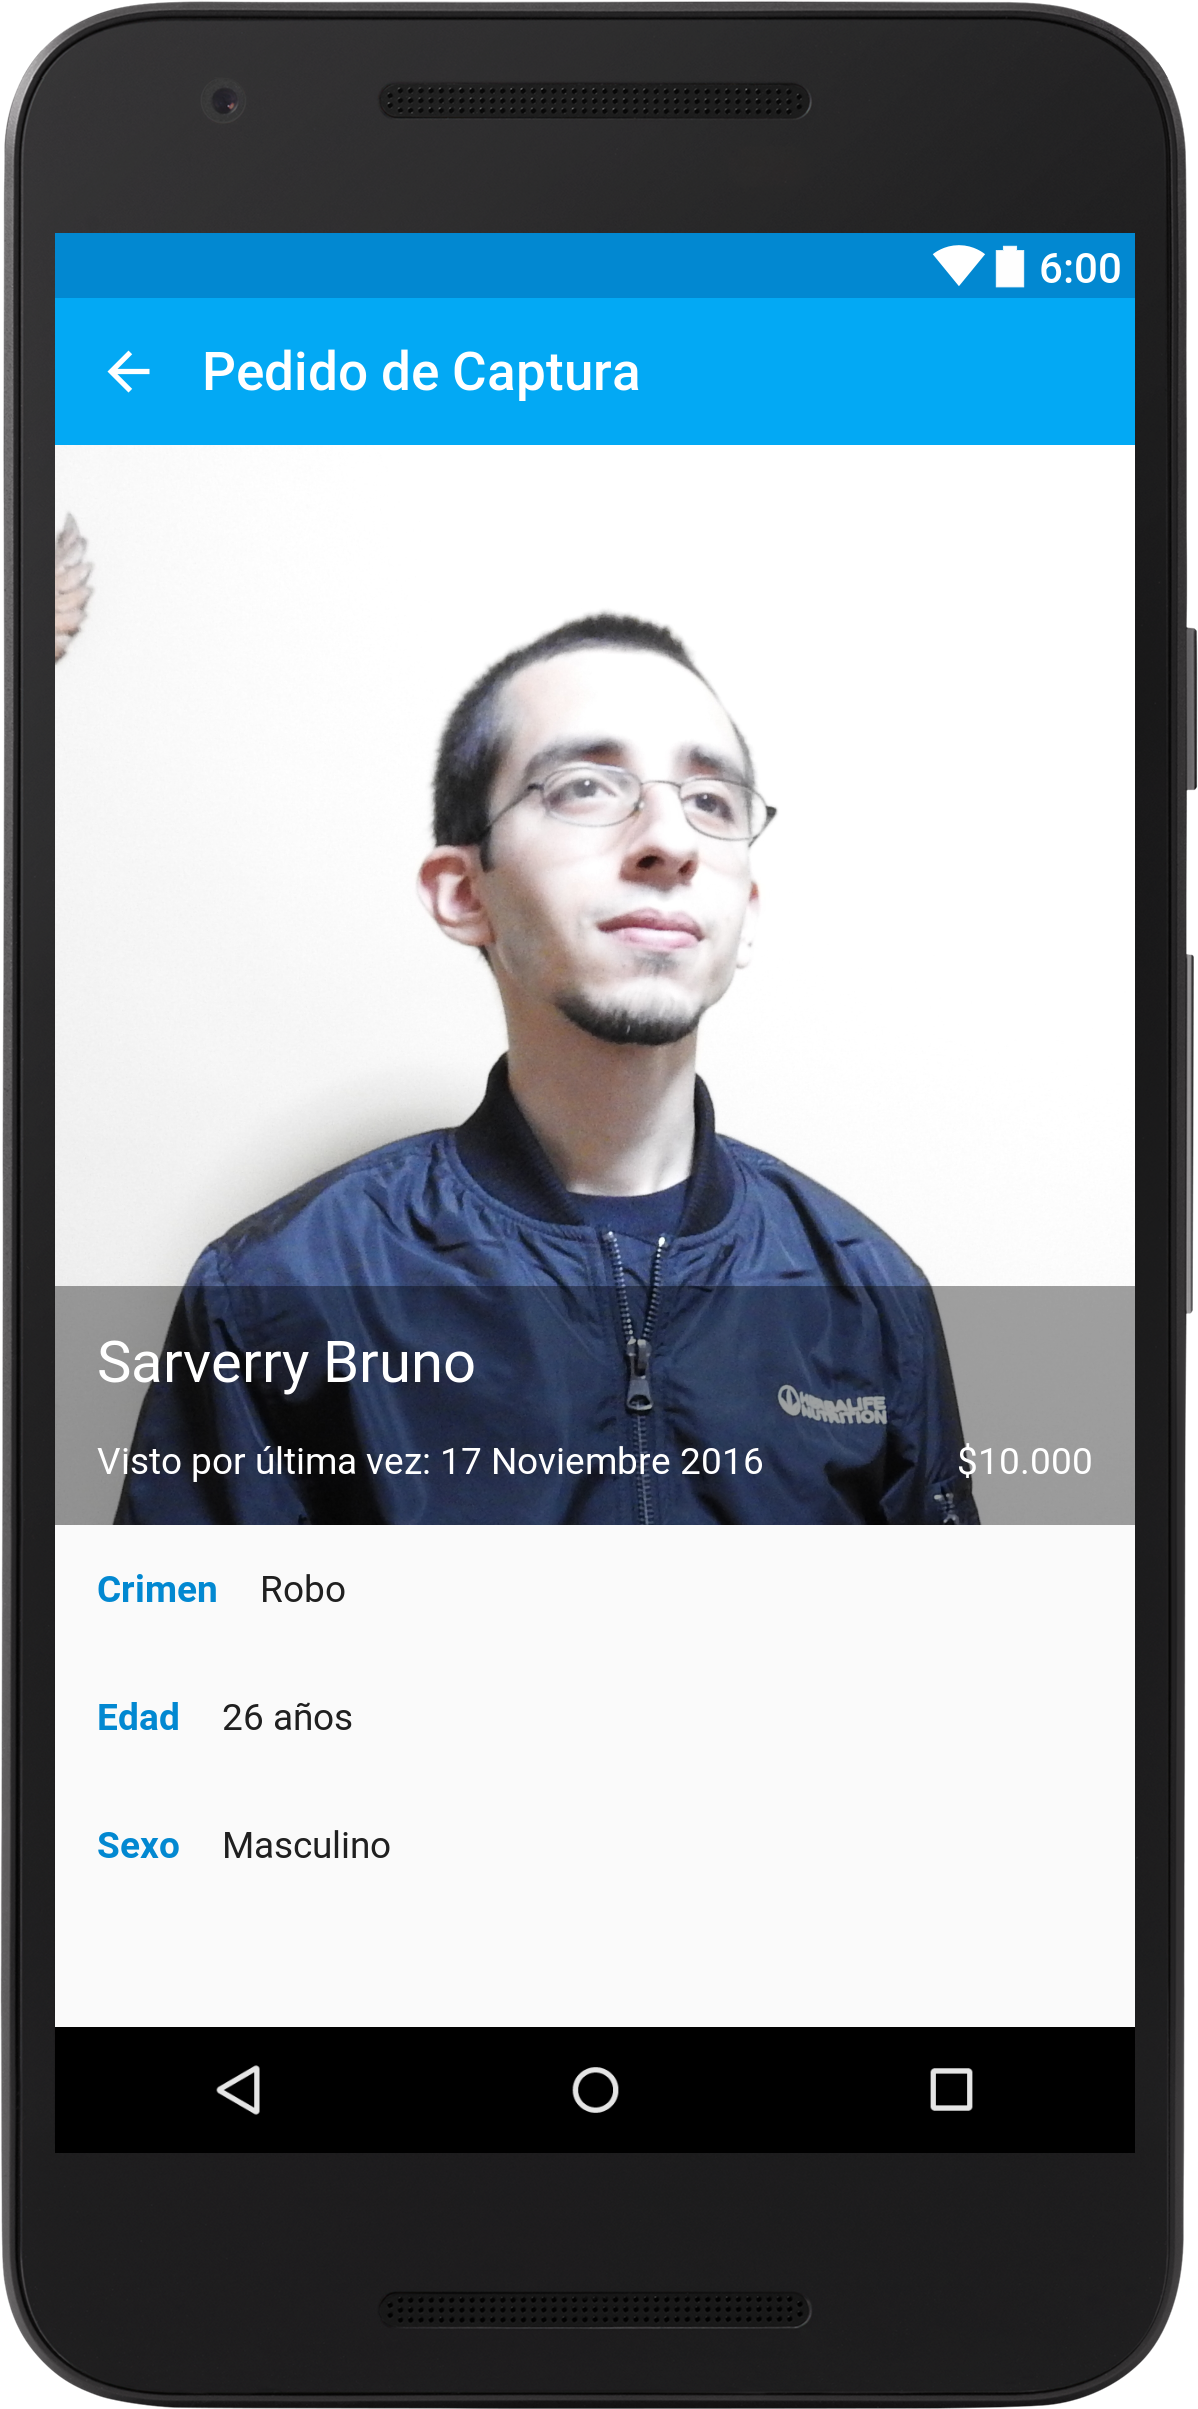 6:00
Pedido de Captura
Sarverry Bruno
HERBALIFE
NUTRITION
Visto por última vez: 17 Noviembre 2016 $10.000
Crimen Robo
Edad 26 años
Sexo Masculino